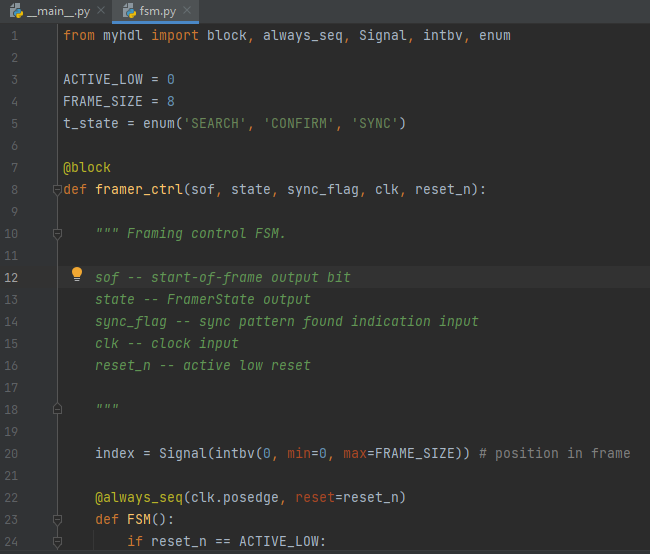 __main__.py fsm.py
1 from myhdl import block, always_seq, Signal, intbv, enum
2
3 ACTIVE_LOW = 0
4 FRAME_SIZE = 8
5 t_state = enum('SEARCH', 'CONFIRM', 'SYNC')
6
7 @block
8 def framer_ctrl(sof, state, sync_flag, clk, reset_n):
9
10 """ Framing control FSM.
11
12 sof -- start-of-frame output bit
13 state -- FramerState output
14 sync_flag -- sync pattern found indication input
15 clk -- clock input
16 reset_n -- active low reset
17
18 """
19
20 index = Signal(intbv(0, min=0, max=FRAME_SIZE)) # position in frame
21
22 @always_seq(clk.posedge, reset=reset_n)
23 def FSM():
24 if reset_n == ACTIVE_LOW: